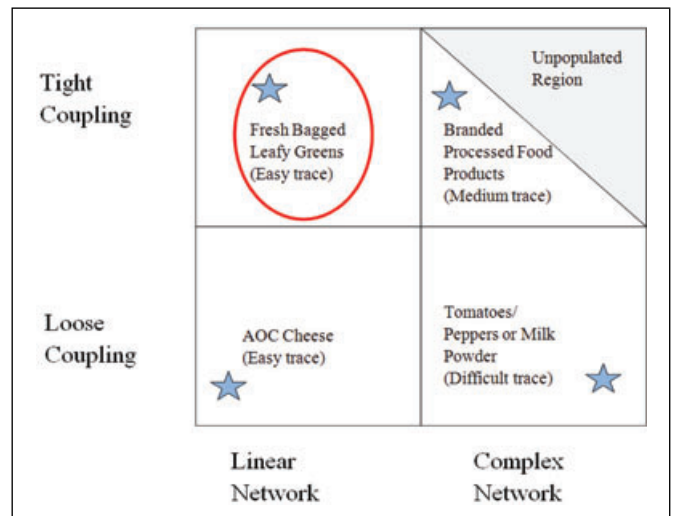 Tight
Coupling
Fresh Bagged
Leafy Greens
(Easy trace)
Unpopulated
Region
Branded
Processed Food
Products
(Medium trace)
Loose
Coupling
AOC Cheese
(Easy trace)
Tomatoes/
Peppers or Milk
Powder
(Difficult trace)
Linear
Network
Complex
Network